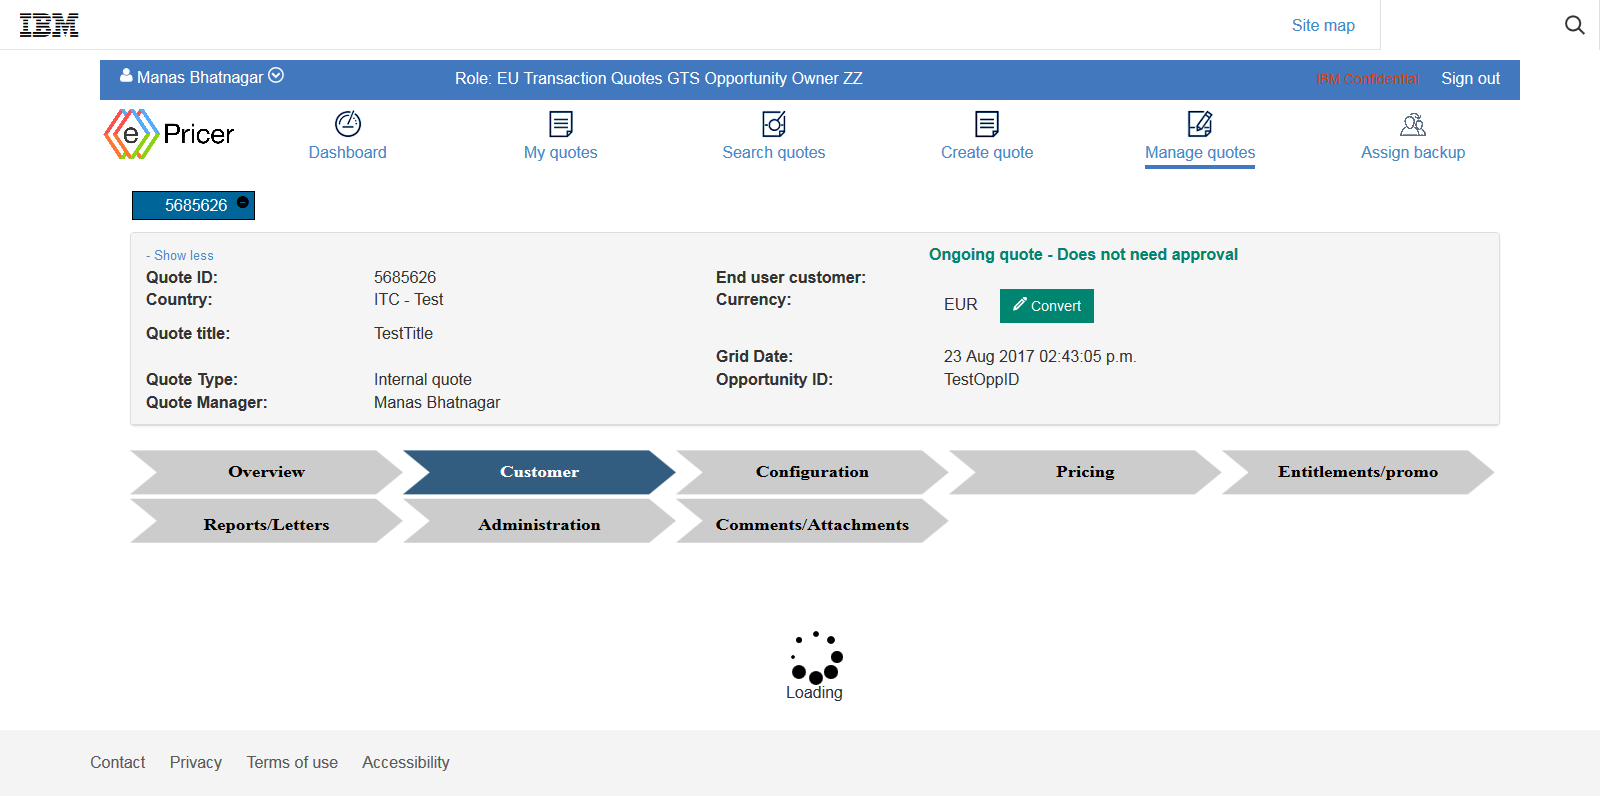 IBM
Site map
Manas Bhatnagar
Role: EU Transaction Quotes GTS Opportunity Owner ZZ
IBM Confidential
Sign out
e Pricer
Dashboard
My quotes
Search quotes
Create quote
Manage quotes
Assign backup
5685626
- Show less
Ongoing quote - Does not need approval
Quote ID: 5685626
End user customer:
Country: ITC - Test
Currency: EUR
Convert
Quote title: TestTitle
Grid Date: 23 Aug 2017 02:43:05 p.m.
Quote Type: Internal quote
Opportunity ID: TestOppID
Quote Manager: Manas Bhatnagar
Overview
Customer
Configuration
Pricing
Entitlements/promo
Reports/Letters
Administration
Comments/Attachments
Loading
Contact
Privacy
Terms of use
Accessibility